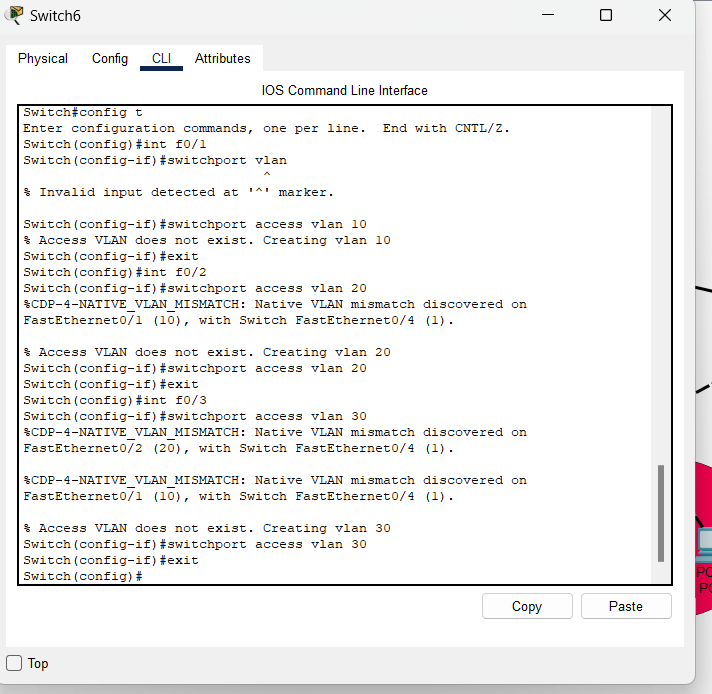 Switch6
Physical Config CLI Attributes
IOS Command Line Interface
Switch#config t
Enter configuration commands, one per line.  End with CNTL/Z.
Switch(config)#int f0/1
Switch(config-if)#switchport vlan
^
% Invalid input detected at '^' marker.
Switch(config-if)#switchport access vlan 10
% Access VLAN does not exist. Creating vlan 10
Switch(config-if)#exit
Switch(config)#int f0/2
Switch(config-if)#switchport access vlan 20
%CDP-4-NATIVE_VLAN_MISMATCH: Native VLAN mismatch discovered on
FastEthernet0/1 (10), with Switch FastEthernet0/4 (1).
% Access VLAN does not exist. Creating vlan 20
Switch(config-if)#switchport access vlan 20
Switch(config-if)#exit
Switch(config)#int f0/3
Switch(config-if)#switchport access vlan 30
%CDP-4-NATIVE_VLAN_MISMATCH: Native VLAN mismatch discovered on
FastEthernet0/2 (20), with Switch FastEthernet0/4 (1).
%CDP-4-NATIVE_VLAN_MISMATCH: Native VLAN mismatch discovered on
FastEthernet0/1 (10), with Switch FastEthernet0/4 (1).
% Access VLAN does not exist. Creating vlan 30
Switch(config-if)#switchport access vlan 30
Switch(config-if)#exit
Switch(config)#
Copy Paste
Top